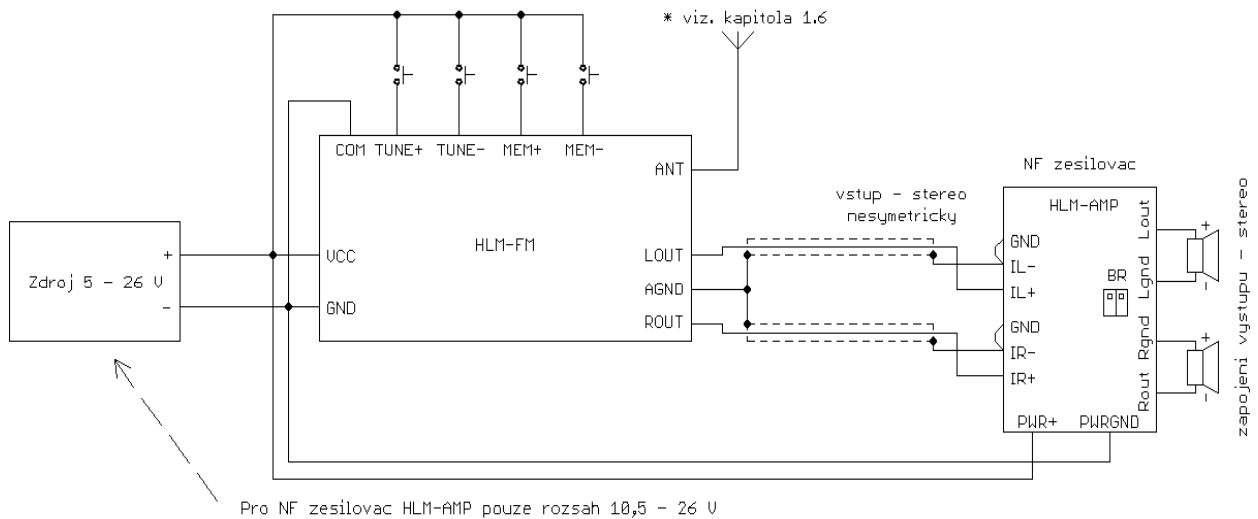 * viz. kapitola 1.6
COM TUNE+ TUNE- MEM+ MEM-
ANT
NF zesilovac
vstup - stereo
nesymetricky
HLM-AMP
HLM-FM
Zdroj 5 - 26 V
+
-
VCC
GND
LOUT
AGND
ROUT
GND
IL-
IL+
GND
IR-
IR+
BR
Lout
Lgnd
Rgnd
Rout
+
-
+
-
zapojeni vystupu - stereo
PWR+ PWRGND
Pro NF zesilovac HLM-AMP pouze rozsah 10,5 - 26 V